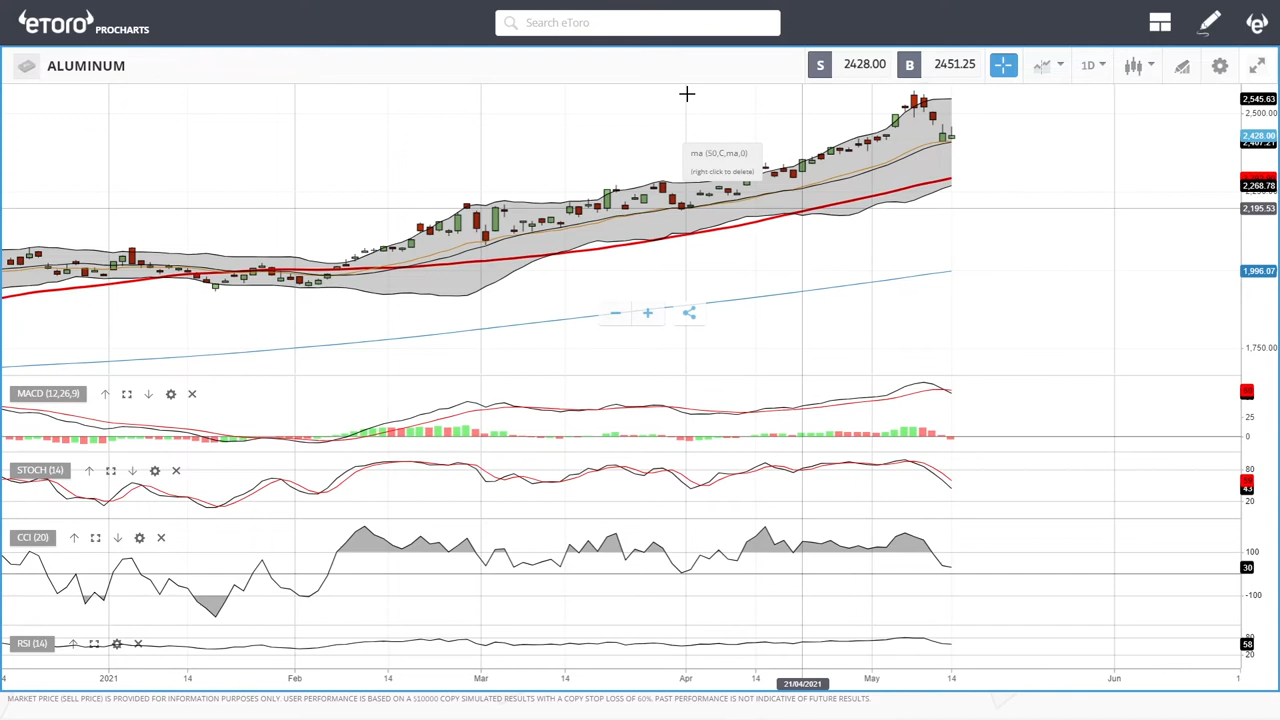 eToro PROCHARTS
Search eToro
ALUMINUM
S 2428.00 B 2451.25
1D
2,545.63
2,500.00
2,428.00
ma (50,C,ma,0)
(right click to delete)
2,268.78
2,195.53
1,996.07
1,750.00
MACD (12,26,9)
25
0
STOCH (14)
80
43
20
CCI (20)
100
30
-100
RSI (14)
80
58
20
4 2021 14 Feb 14 Mar 14 Apr 14 21/04/2021 May 14 Jun 1
MARKET PRICE (SELL PRICE) IS PROVIDED FOR INFORMATION PURPOSES ONLY. USER PERFORMANCE IS BASED ON A $10000 COPY SIMULATED RESULTS WITH A COPY STOP LOSS OF 60%. PAST PERFORMANCE IS NOT INDICATIVE OF FUTURE RESULTS.